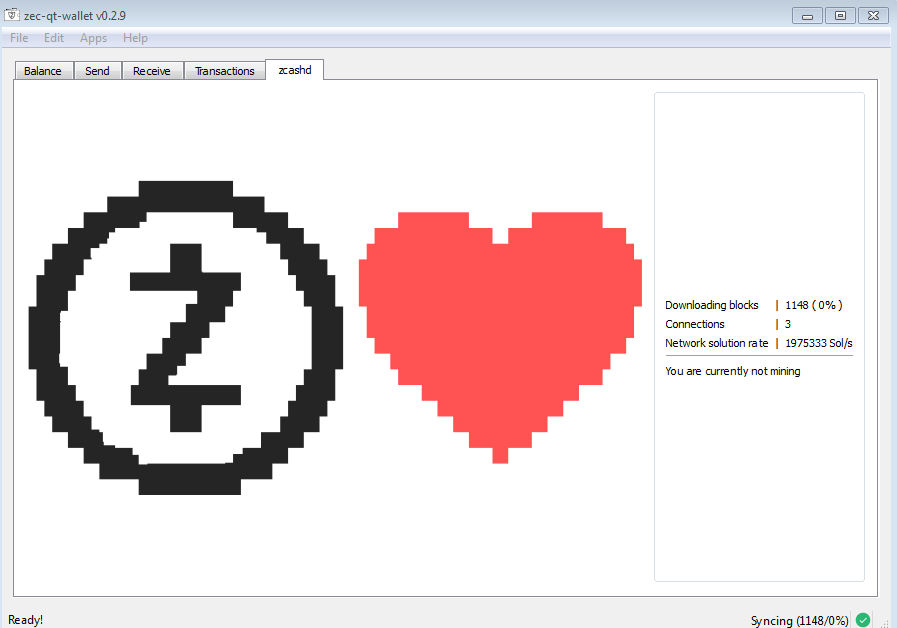 zec-qt-wallet v0.2.9
File Edit Apps Help
Balance Send Receive Transactions zcashd
Downloading blocks | 1148 ( 0% )
Connections | 3
Network solution rate | 1975333 Sol/s
You are currently not mining
Ready! Syncing (1148/0%)